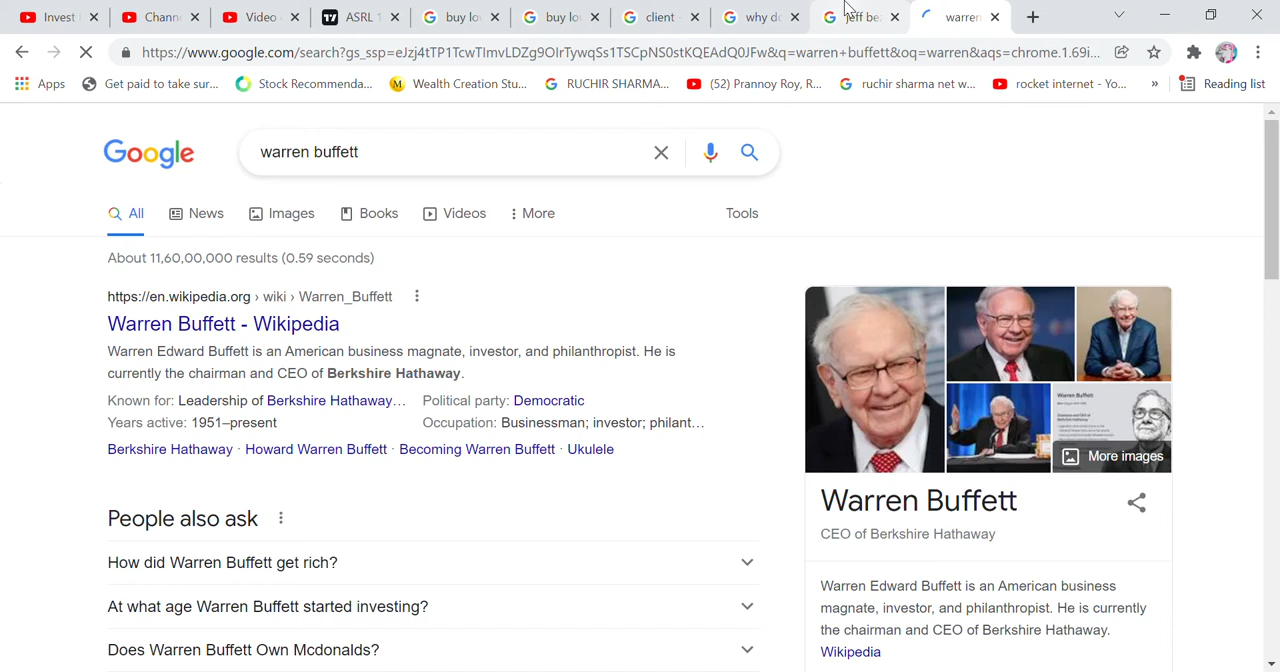 Invest
Chann
Video
ASRL 1
buy lo
buy lo
client
why do
jeff be
warren
https://www.google.com/search?gs_ssp=eJzj4tTP1TcwTImvLDZg9OIrTywqSs1TSCpNS0stKQEAdQ0JFw&q=warren+buffett&oq=warren&aqs=chrome.1.69i...
Apps
Get paid to take sur...
Stock Recommenda...
Wealth Creation Stu...
RUCHIR SHARMA...
(52) Prannoy Roy, R...
ruchir sharma net w...
rocket internet - Yo...
»
Reading list
Google
warren buffett
All
News
Images
Books
Videos
More
Tools
About 11,60,00,000 results (0.59 seconds)
https://en.wikipedia.org › wiki › Warren_Buffett
Warren Buffett - Wikipedia
Warren Edward Buffett is an American business magnate, investor, and philanthropist. He is
currently the chairman and CEO of Berkshire Hathaway.
Known for: Leadership of Berkshire Hathaway...
Political party: Democratic
Years active: 1951–present
Occupation: Businessman; investor; philant...
Berkshire Hathaway · Howard Warren Buffett · Becoming Warren Buffett · Ukulele
People also ask
How did Warren Buffett get rich?
At what age Warren Buffett started investing?
Does Warren Buffett Own Mcdonalds?
Warren Buffett
More images
Warren Buffett
CEO of Berkshire Hathaway
Warren Edward Buffett is an American business
magnate, investor, and philanthropist. He is currently
the chairman and CEO of Berkshire Hathaway.
Wikipedia